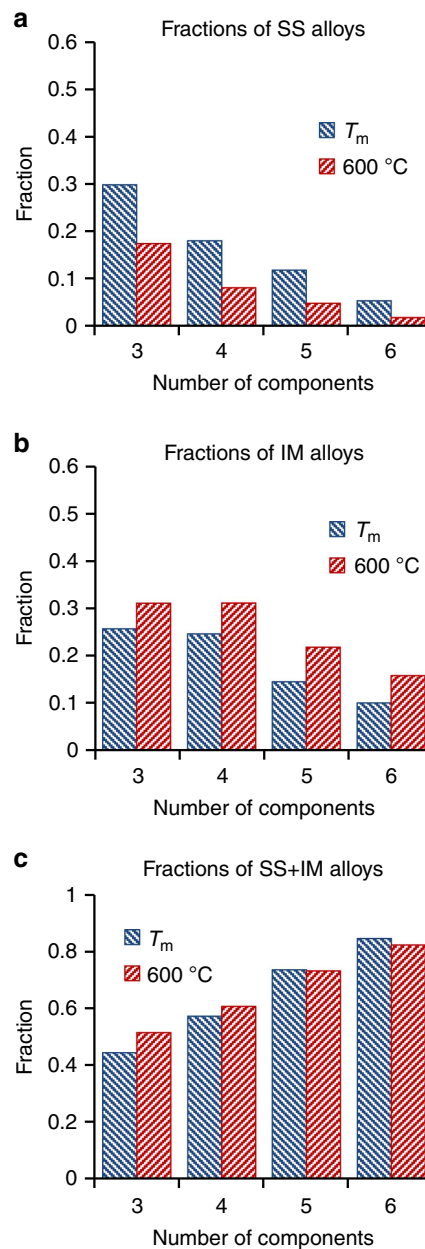 a
Fractions of SS alloys
0.6
0.5
0.4
0.3
0.2
0.1
0
Fraction
Tm
600 °C
3 4 5 6
Number of components
b
Fractions of IM alloys
0.6
0.5
0.4
0.3
0.2
0.1
0
Fraction
Tm
600 °C
3 4 5 6
Number of components
c
Fractions of SS+IM alloys
1
0.8
0.6
0.4
0.2
0
Fraction
Tm
600 °C
3 4 5 6
Number of components